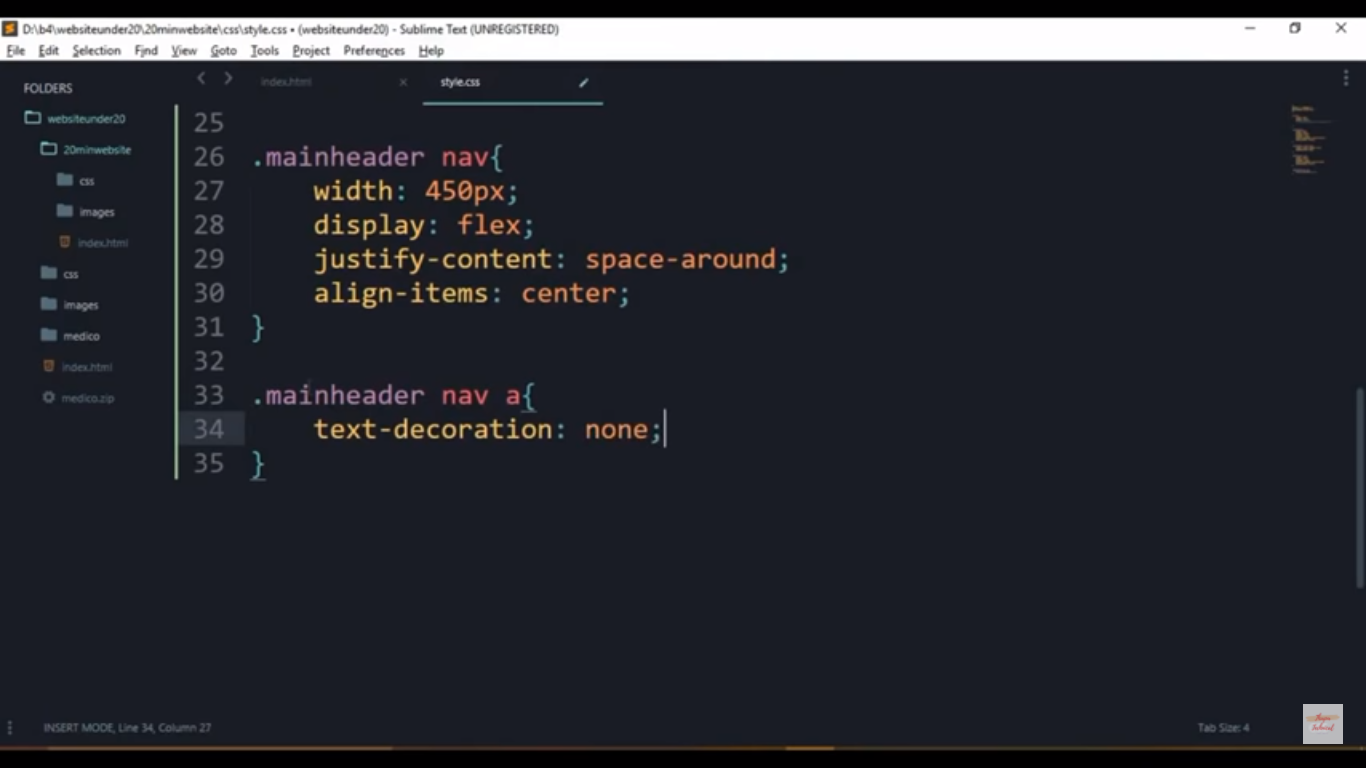 D:\b4\websiteunder20\20minwebsite\css\style.css • (websiteunder20) - Sublime Text (UNREGISTERED)
File Edit Selection Find View Goto Tools Project Preferences Help
FOLDERS
websiteunder20
20minwebsite
css
images
index.html
css
images
medico
index.html
medico.zip
index.html style.css
25
26 .mainheader nav{
27     width: 450px;
28     display: flex;
29     justify-content: space-around;
30     align-items: center;
31 }
32
33 .mainheader nav a{
34     text-decoration: none;
35 }
INSERT MODE, Line 34, Column 27
Tab Size: 4